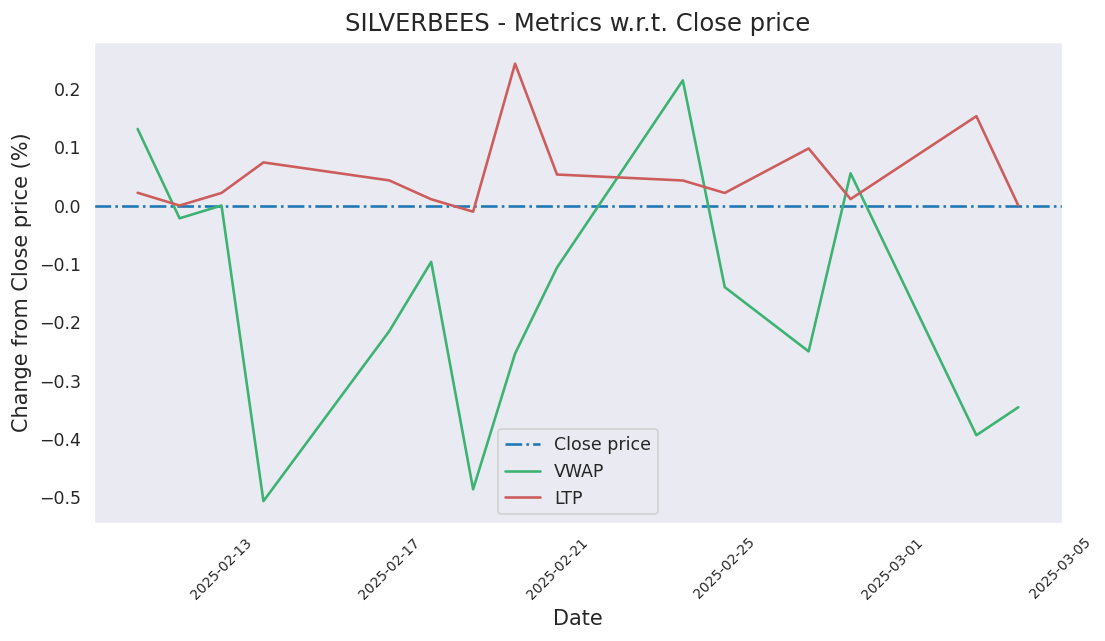 SILVERBEES - Metrics w.r.t. Close price
Change from Close price (%)
0.2
0.1
0.0
−0.1
−0.2
−0.3
−0.4
−0.5
Close price
VWAP
LTP
2025-02-13
2025-02-17
2025-02-21
2025-02-25
2025-03-01
2025-03-05
Date